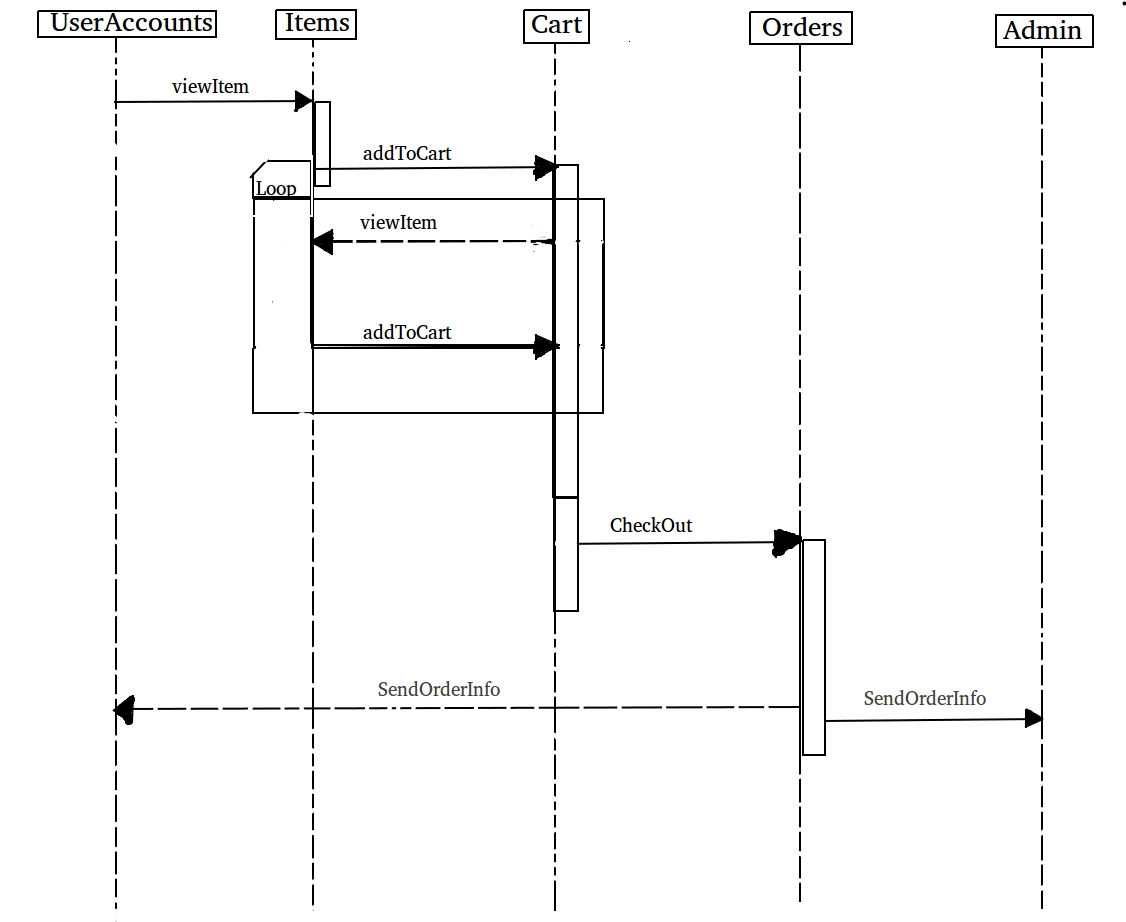 UserAccounts
Items
Cart
Orders
Admin
viewItem
addToCart
Loop
viewItem
addToCart
CheckOut
SendOrderInfo
SendOrderInfo